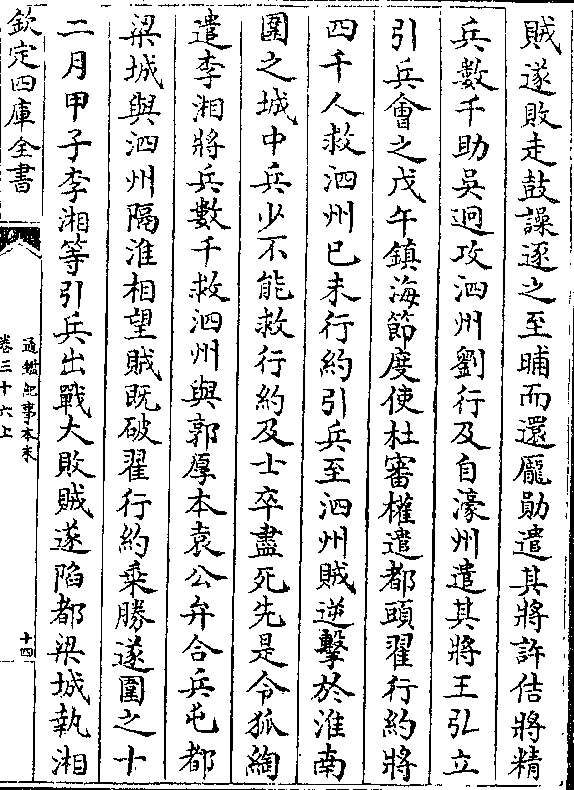 賊遂敗走鼓譟逐之至晡而還龐勛遣其將許佶將精
兵數千助吳迥攻泗州劉行及自濠州遣其將王弘立
引兵會之戊午鎮海節度使杜審權遣都頭翟行約將
四千人救泗州已未行約引兵至泗州賊逆擊於淮南
圍之城中兵少不能救行約及士卒盡死先是令狐綯
遣李湘將兵數千救泗州與郭厚本袁公弁合兵屯都
梁城與泗州隔淮相望賊既破翟行約乘勝遂圍之十
二月甲子李湘等引兵出戰大敗賊遂陷都梁城執湘
欽定四庫全書
通鑑紀事本末
卷三十六上
十四